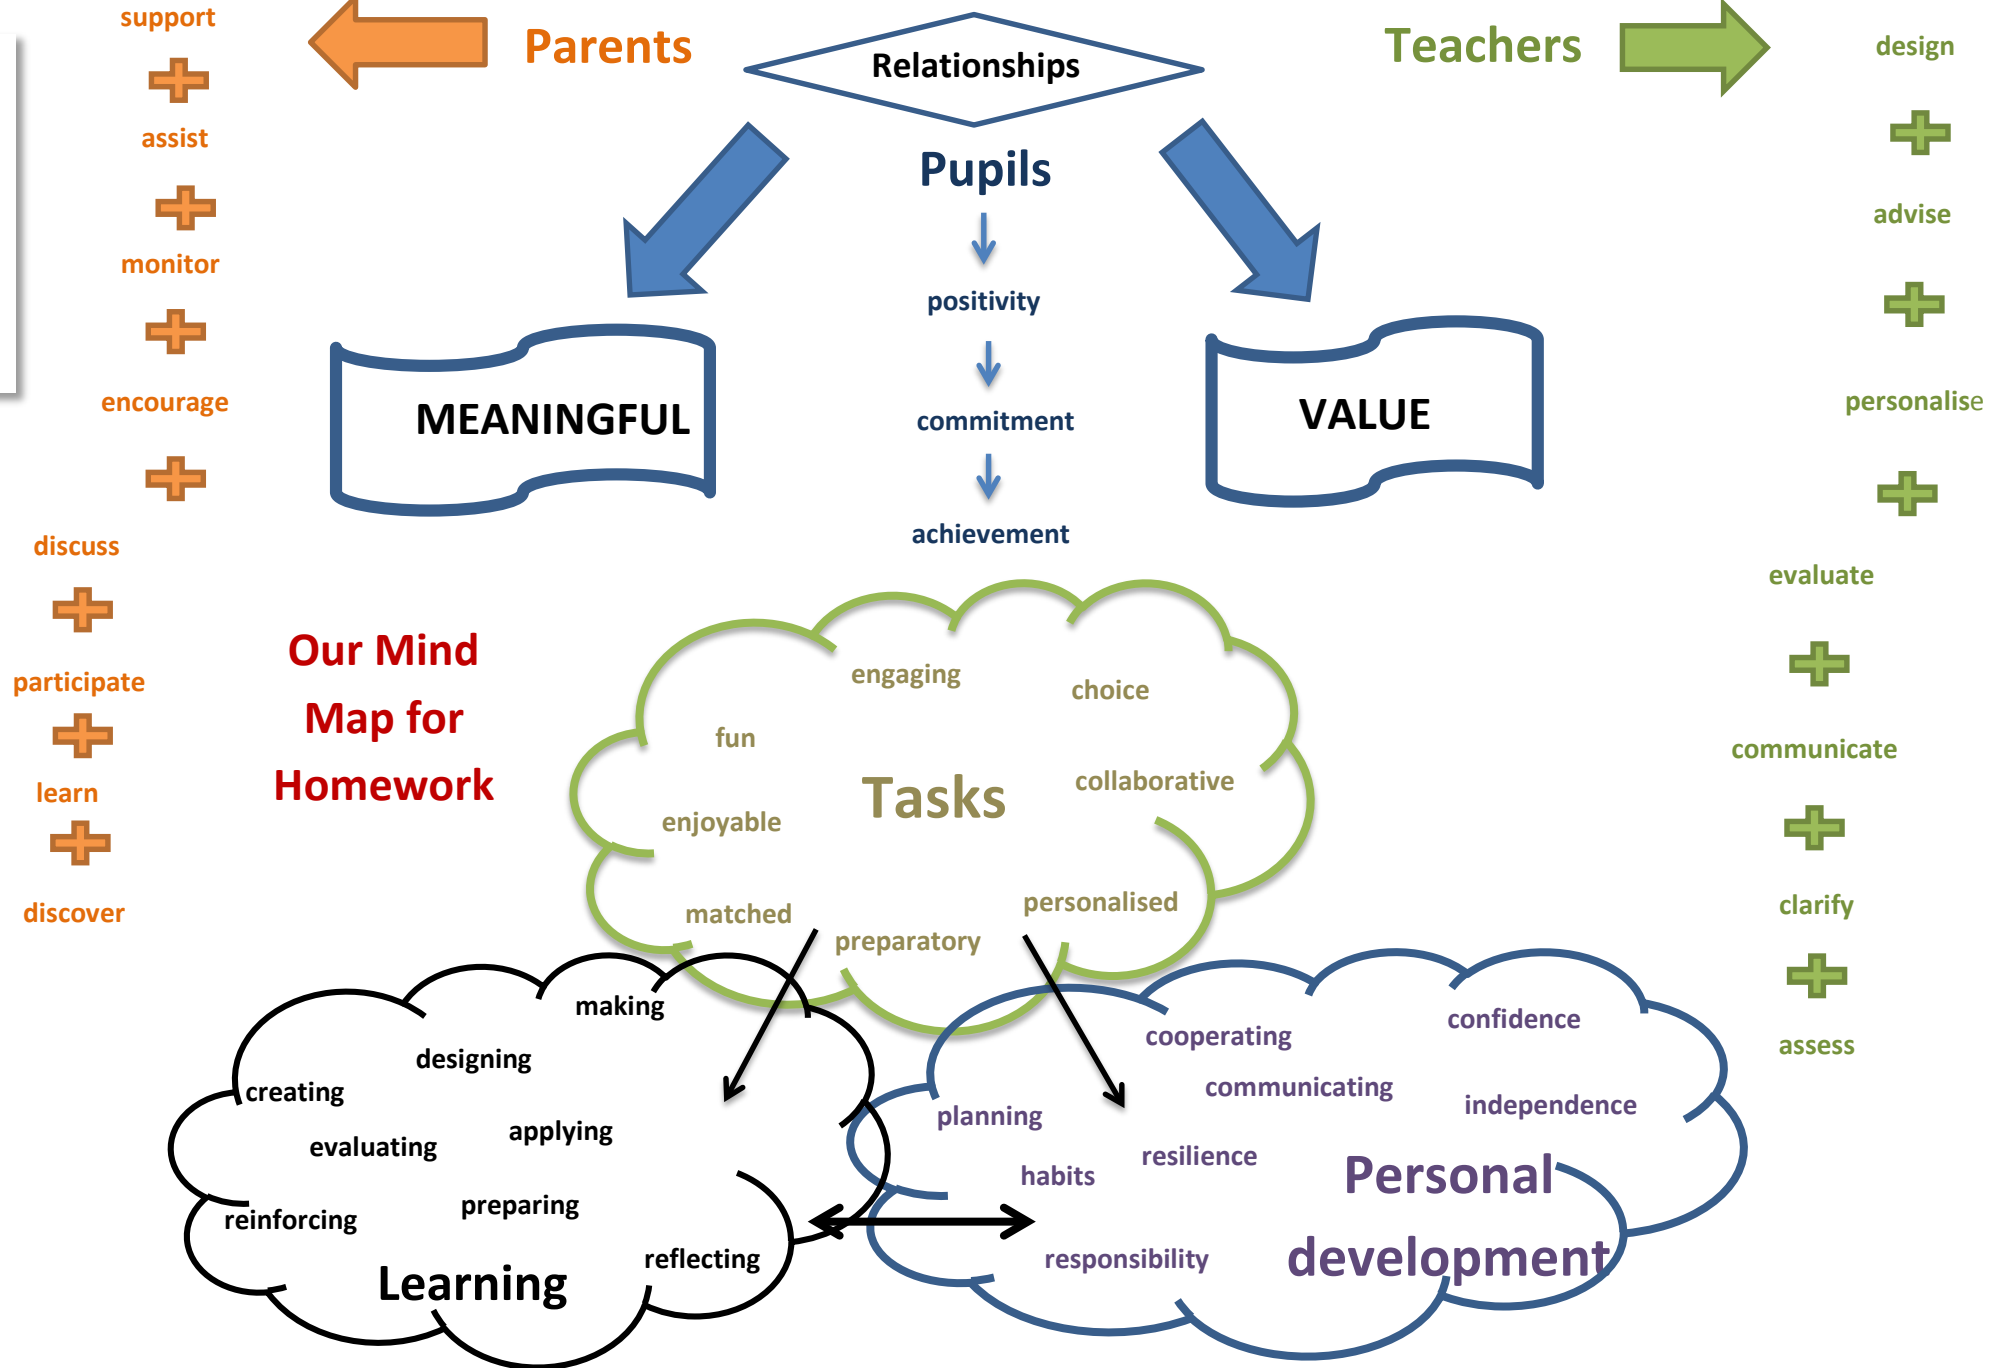 support
Parents
Relationships
Teachers
design
assist
Pupils
advise
monitor
positivity
encourage
MEANINGFUL
commitment
VALUE
personalise
discuss
achievement
evaluate
Our Mind
Map for
Homework
participate
learn
discover
engaging
choice
fun
Tasks
collaborative
enjoyable
matched
preparatory
personalised
communicate
clarify
assess
making
designing
creating
evaluating
applying
reinforcing
preparing
reflecting
Learning
cooperating
confidence
communicating
planning
independence
habits
resilience
Personal
development
responsibility